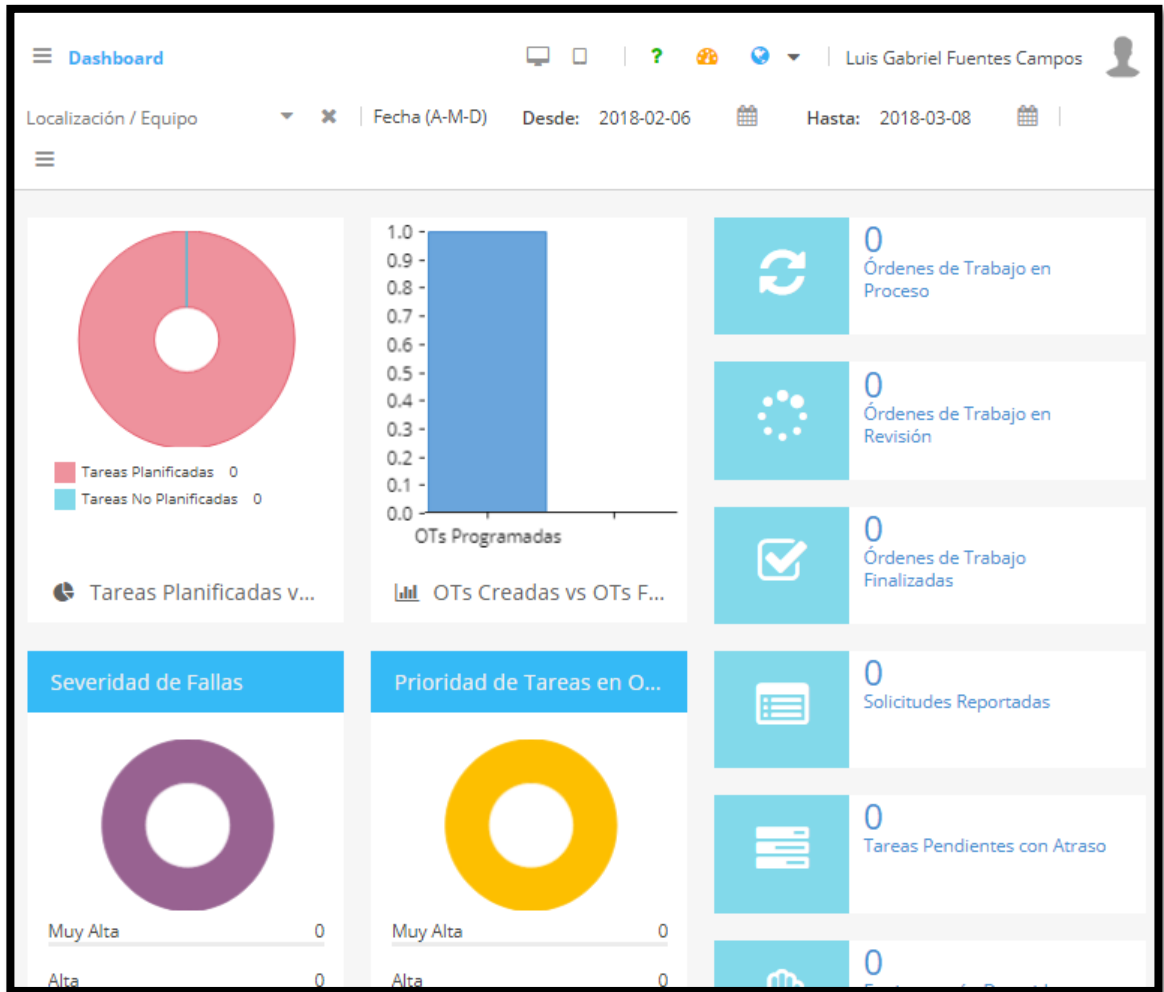 Dashboard
?
Luis Gabriel Fuentes Campos
Localización / Equipo
Fecha (A-M-D)
Desde: 2018-02-06
Hasta: 2018-03-08
Tareas Planificadas 0
Tareas No Planificadas 0
Tareas Planificadas v...
1.0
0.9
0.8
0.7
0.6
0.5
0.4
0.3
0.2
0.1
0.0
OTs Programadas
OTs Creadas vs OTs F...
0
Órdenes de Trabajo en
Proceso
0
Órdenes de Trabajo en
Revisión
0
Órdenes de Trabajo
Finalizadas
Severidad de Fallas
Muy Alta 0
Alta 0
Prioridad de Tareas en O...
Muy Alta 0
Alta 0
0
Solicitudes Reportadas
0
Tareas Pendientes con Atraso
0